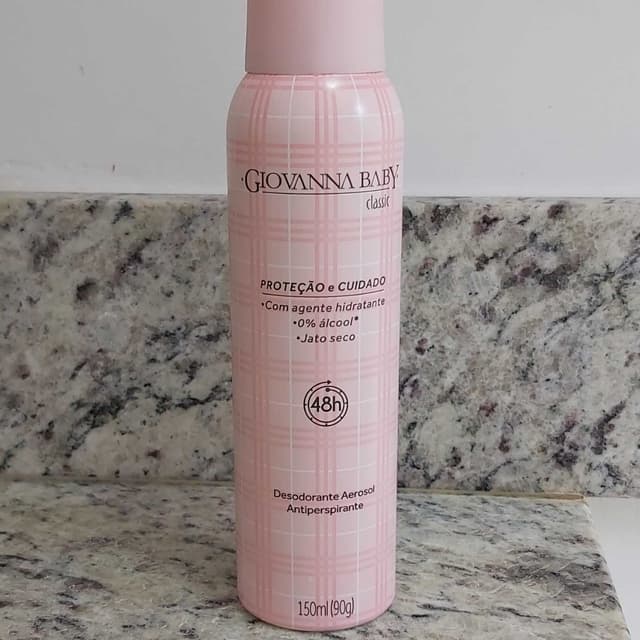 GIOVANNA BABY
classic
PROTEÇÃO e CUIDADO
•Com agente hidratante
•0% álcool*
•Jato seco
48h
Desodorante Aerosol
Antiperspirante
150ml (90g)